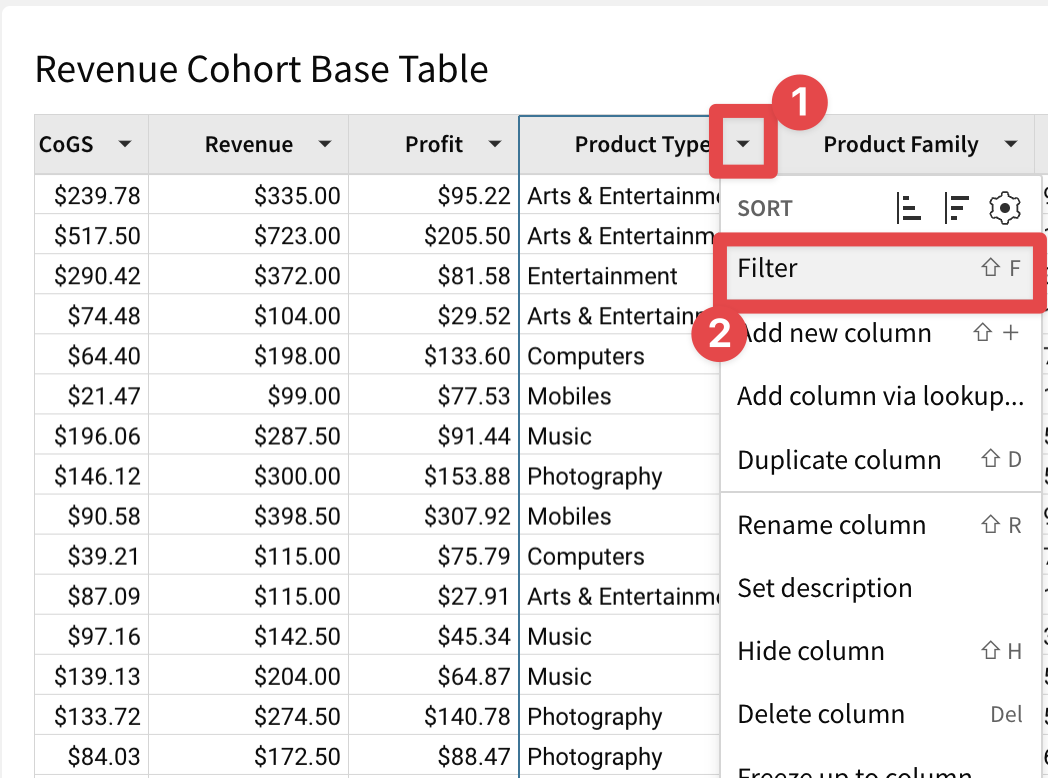 Revenue Cohort Base Table
1
CoGS Revenue Profit Product Type Product Family
$239.78 $335.00 $95.22 Arts & Entertainm
SORT
$517.50 $723.00 $205.50 Arts & Entertainm
$290.42 $372.00 $81.58 Entertainment
Filter ⇧ F
$74.48 $104.00 $29.52 Arts & Entertain
2
Add new column ⇧ +
$64.40 $198.00 $133.60 Computers
$21.47 $99.00 $77.53 Mobiles
Add column via lookup...
$196.06 $287.50 $91.44 Music
Duplicate column ⇧ D
$146.12 $300.00 $153.88 Photography
$90.58 $398.50 $307.92 Mobiles
Rename column ⇧ R
$39.21 $115.00 $75.79 Computers
Set description
$87.09 $115.00 $27.91 Arts & Entertainm
$97.16 $142.50 $45.34 Music
Hide column ⇧ H
$139.13 $204.00 $64.87 Music
$133.72 $274.50 $140.78 Photography
Delete column Del
$84.03 $172.50 $88.47 Photography
Freeze up to column